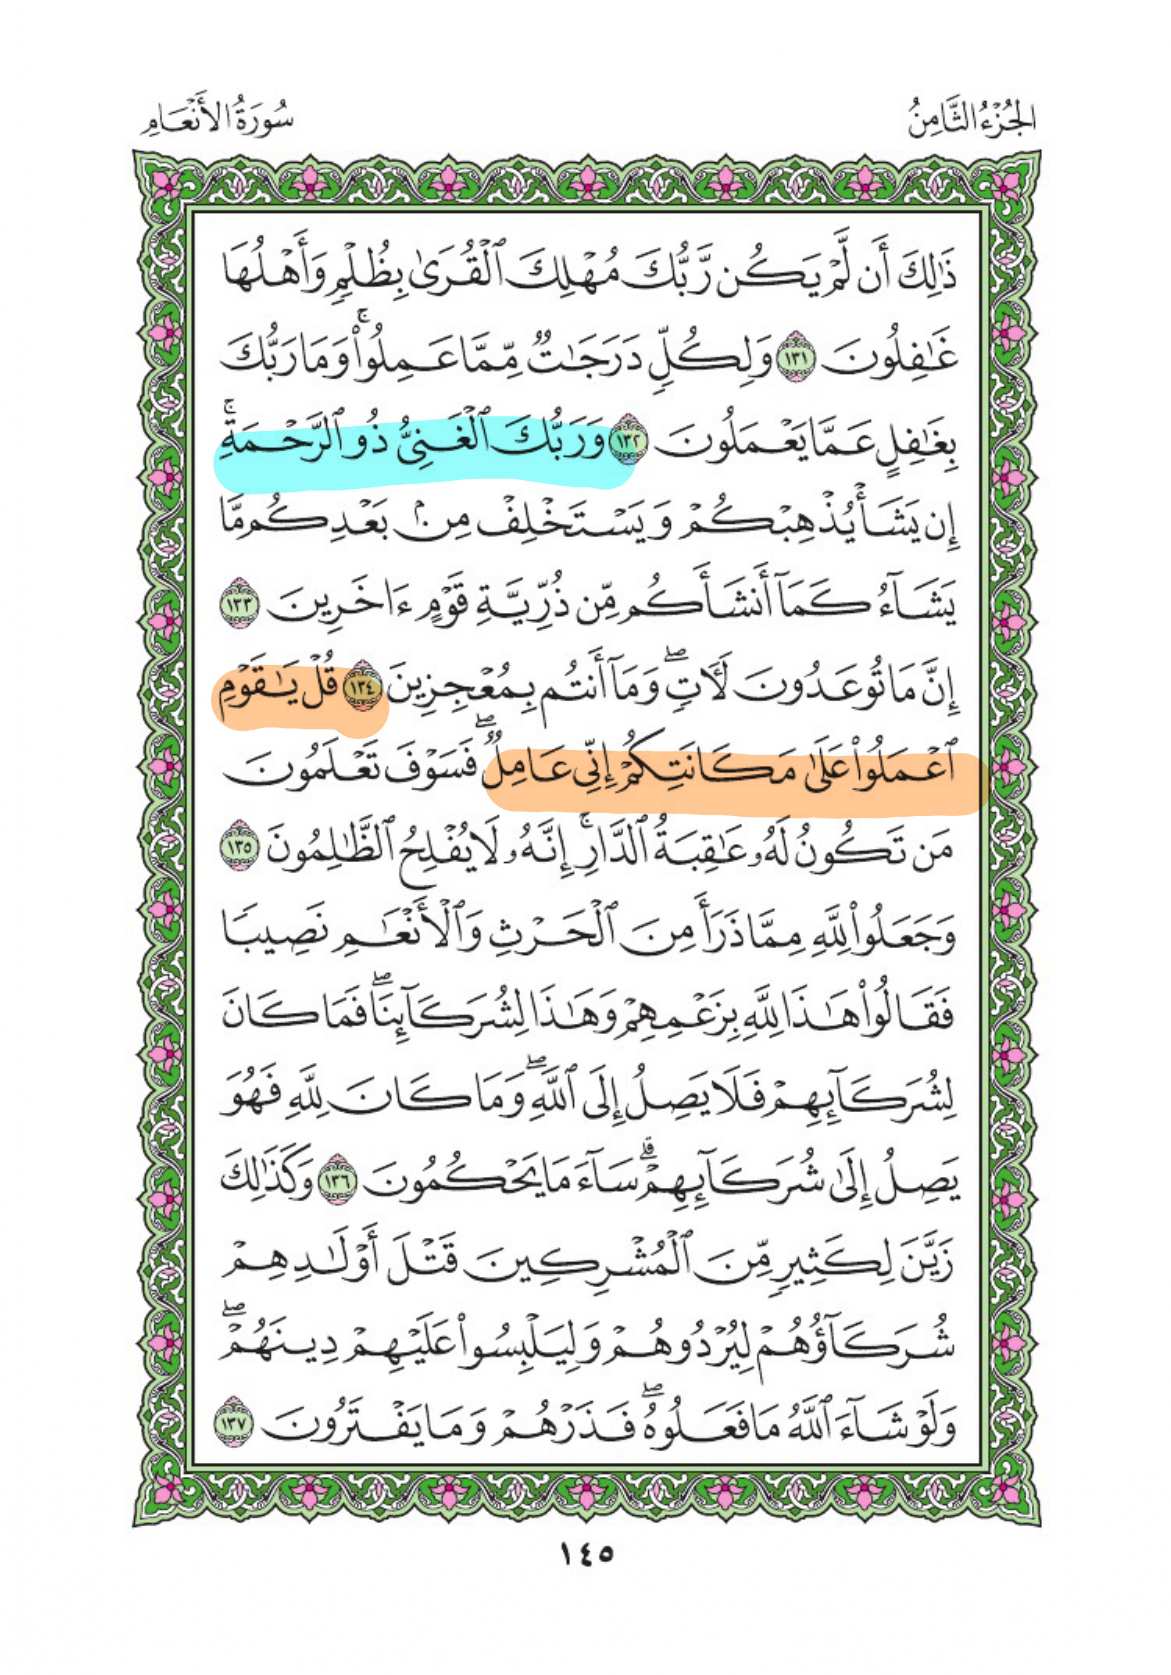 الجُزْءُ الثَّامِنُ
سُورَةُ الأَنْعَامِ
ذَٰلِكَ أَن لَّمْ يَكُن رَّبُّكَ مُهْلِكَ ٱلْقُرَىٰ بِظُلْمٍ وَأَهْلُهَا
غَٰفِلُونَ ١٣١ وَلِكُلٍّ دَرَجَٰتٌ مِّمَّا عَمِلُوا۟ ۚ وَمَا رَبُّكَ
بِغَٰفِلٍ عَمَّا يَعْمَلُونَ ١٣٢ وَرَبُّكَ ٱلْغَنِىُّ ذُو ٱلرَّحْمَةِ ۚ
إِن يَشَأْ يُذْهِبْكُمْ وَيَسْتَخْلِفْ مِنۢ بَعْدِكُم مَّا
يَشَآءُ كَمَآ أَنشَأَكُم مِّن ذُرِّيَّةِ قَوْمٍ ءَاخَرِينَ ١٣٣
إِنَّ مَا تُوعَدُونَ لَـَٔاتٍ ۖ وَمَآ أَنتُم بِمُعْجِزِينَ ١٣٤ قُلْ يَٰقَوْمِ
ٱعْمَلُوا۟ عَلَىٰ مَكَانَتِكُمْ إِنِّى عَامِلٌ ۖ فَسَوْفَ تَعْلَمُونَ
مَن تَكُونُ لَهُۥ عَٰقِبَةُ ٱلدَّارِ ۗ إِنَّهُۥ لَا يُفْلِحُ ٱلظَّٰلِمُونَ ١٣٥
وَجَعَلُوا۟ لِلَّهِ مِمَّا ذَرَأَ مِنَ ٱلْحَرْثِ وَٱلْأَنْعَٰمِ نَصِيبًا
فَقَالُوا۟ هَٰذَا لِلَّهِ بِزَعْمِهِمْ وَهَٰذَا لِشُرَكَآئِنَا ۖ فَمَا كَانَ
لِشُرَكَآئِهِمْ فَلَا يَصِلُ إِلَى ٱللَّهِ ۖ وَمَا كَانَ لِلَّهِ فَهُوَ
يَصِلُ إِلَىٰ شُرَكَآئِهِمْ ۗ سَآءَ مَا يَحْكُمُونَ ١٣٦ وَكَذَٰلِكَ
زَيَّنَ لِكَثِيرٍ مِّنَ ٱلْمُشْرِكِينَ قَتْلَ أَوْلَٰدِهِمْ
شُرَكَآؤُهُمْ لِيُرْدُوهُمْ وَلِيَلْبِسُوا۟ عَلَيْهِمْ دِينَهُمْ ۖ
وَلَوْ شَآءَ ٱللَّهُ مَا فَعَلُوهُ ۖ فَذَرْهُمْ وَمَا يَفْتَرُونَ ١٣٧
١٤٥